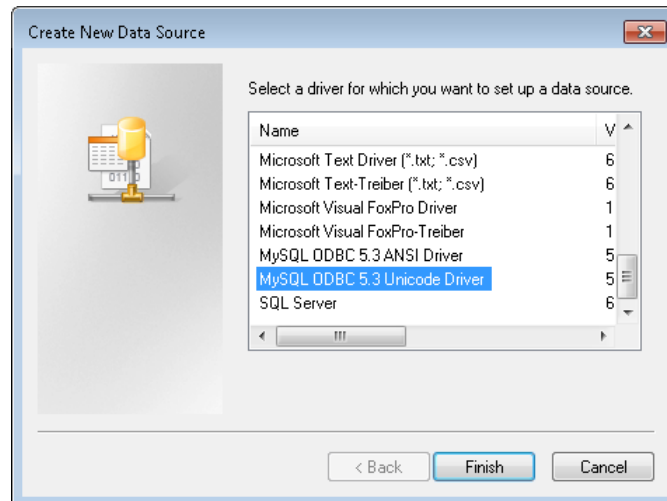 Create New Data Source
Select a driver for which you want to set up a data source.
Name V
Microsoft Text Driver (*.txt; *.csv) 6
Microsoft Text-Treiber (*.txt; *.csv) 6
Microsoft Visual FoxPro Driver 1
Microsoft Visual FoxPro-Treiber 1
MySQL ODBC 5.3 ANSI Driver 5
MySQL ODBC 5.3 Unicode Driver 5
SQL Server 6
< Back Finish Cancel